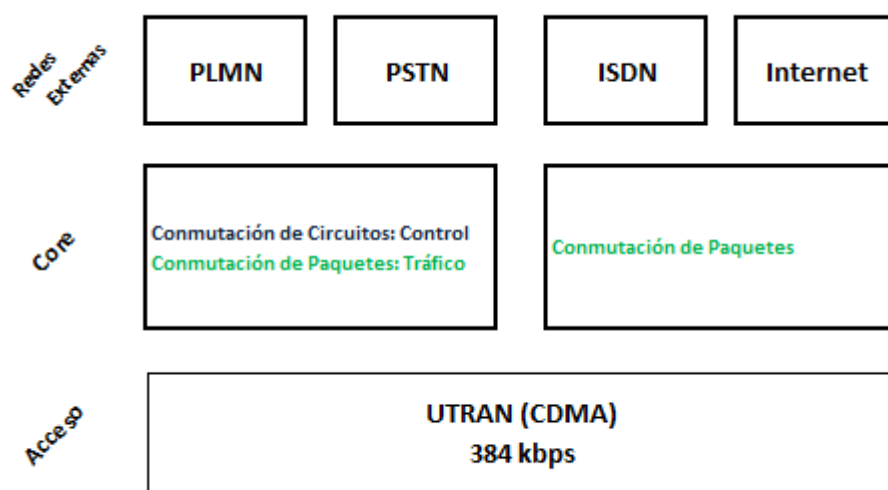 Redes
Externas
PLMN
PSTN
ISDN
Internet
Core
Conmutación de Circuitos: Control
Conmutación de Paquetes: Tráfico
Conmutación de Paquetes
Acceso
UTRAN (CDMA)
384 kbps